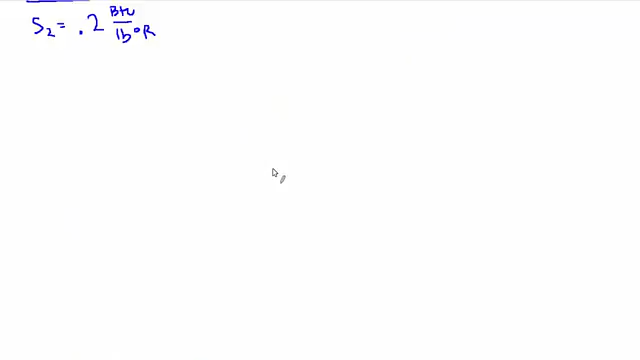 S₂ = .2 Btu/lb°R